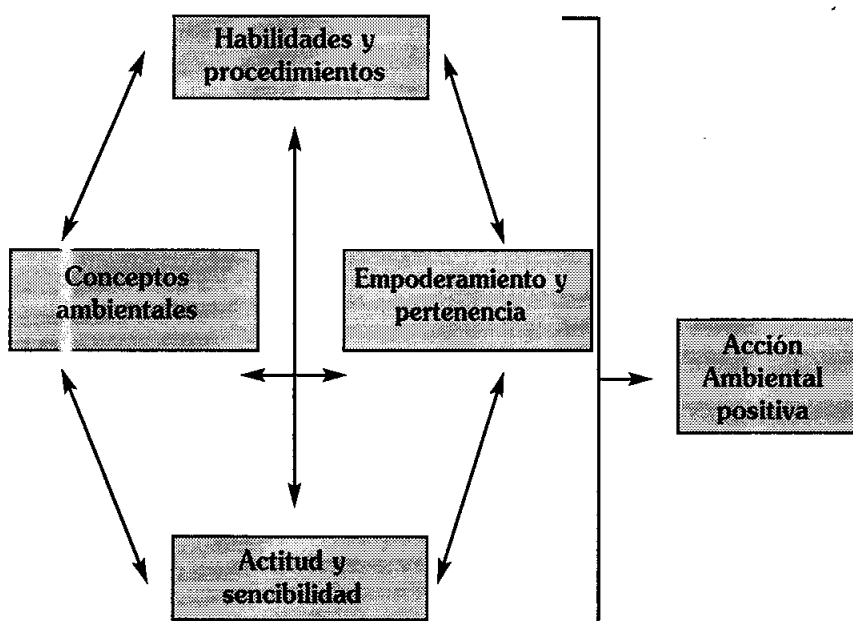 Habilidades y
procedimientos
Conceptos
ambientales
Empoderamiento y
pertenencia
Acción
Ambiental
positiva
Actitud y
sencibilidad